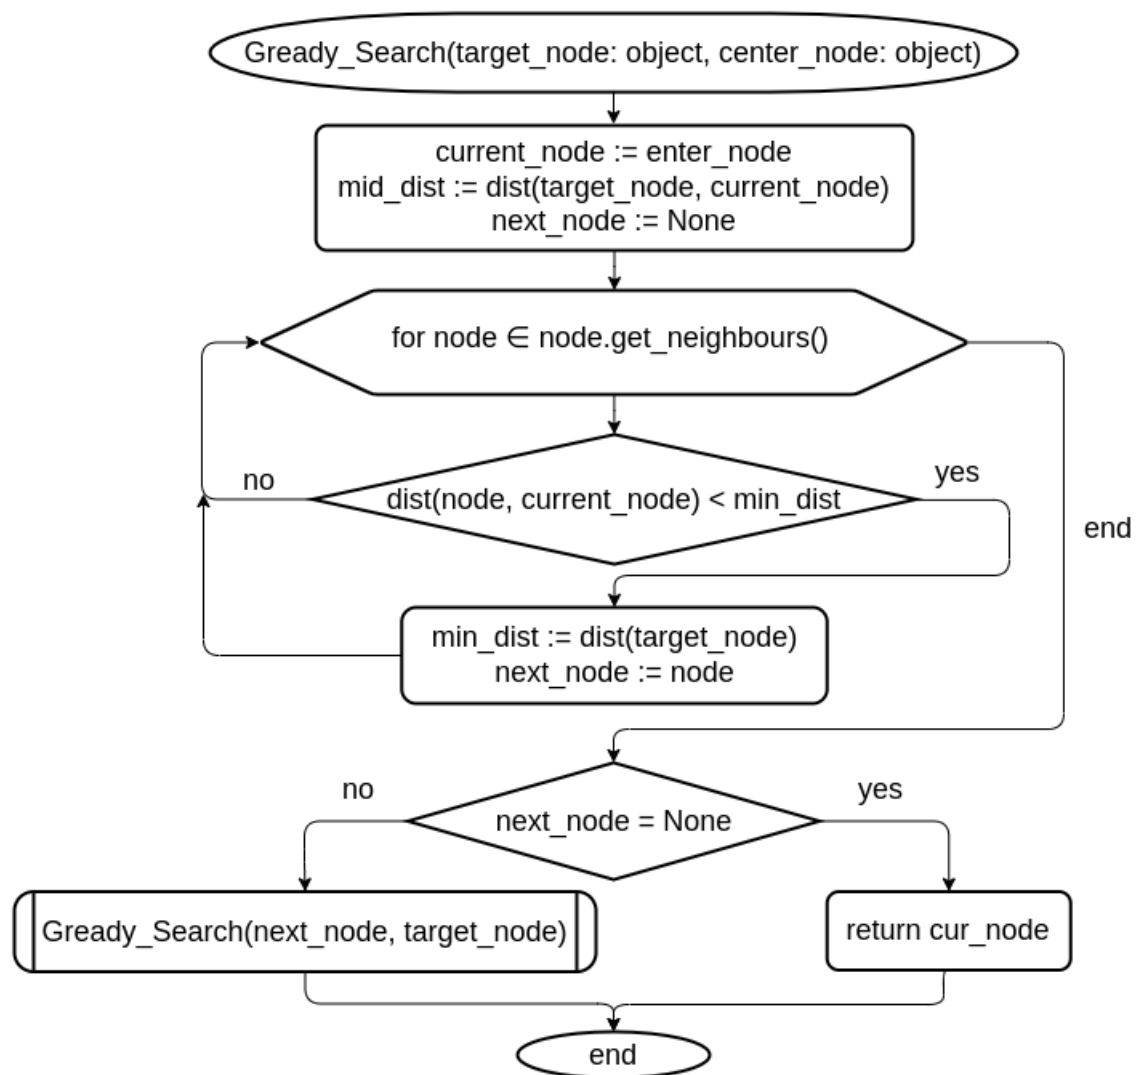 Gready_Search(target_node: object, center_node: object)
current_node := enter_node
mid_dist := dist(target_node, current_node)
next_node := None
for node ∈ node.get_neighbours()
no
yes
dist(node, current_node) < min_dist
end
min_dist := dist(target_node)
next_node := node
no
yes
next_node = None
Gready_Search(next_node, target_node)
return cur_node
end